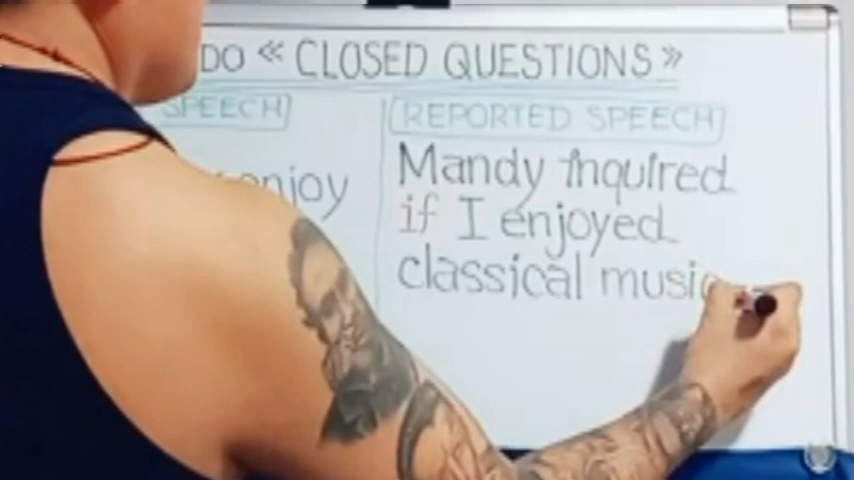 DO « CLOSED QUESTIONS »
SPEECH
enjoy
REPORTED SPEECH
Mandy inquired
if I enjoyed
classical music